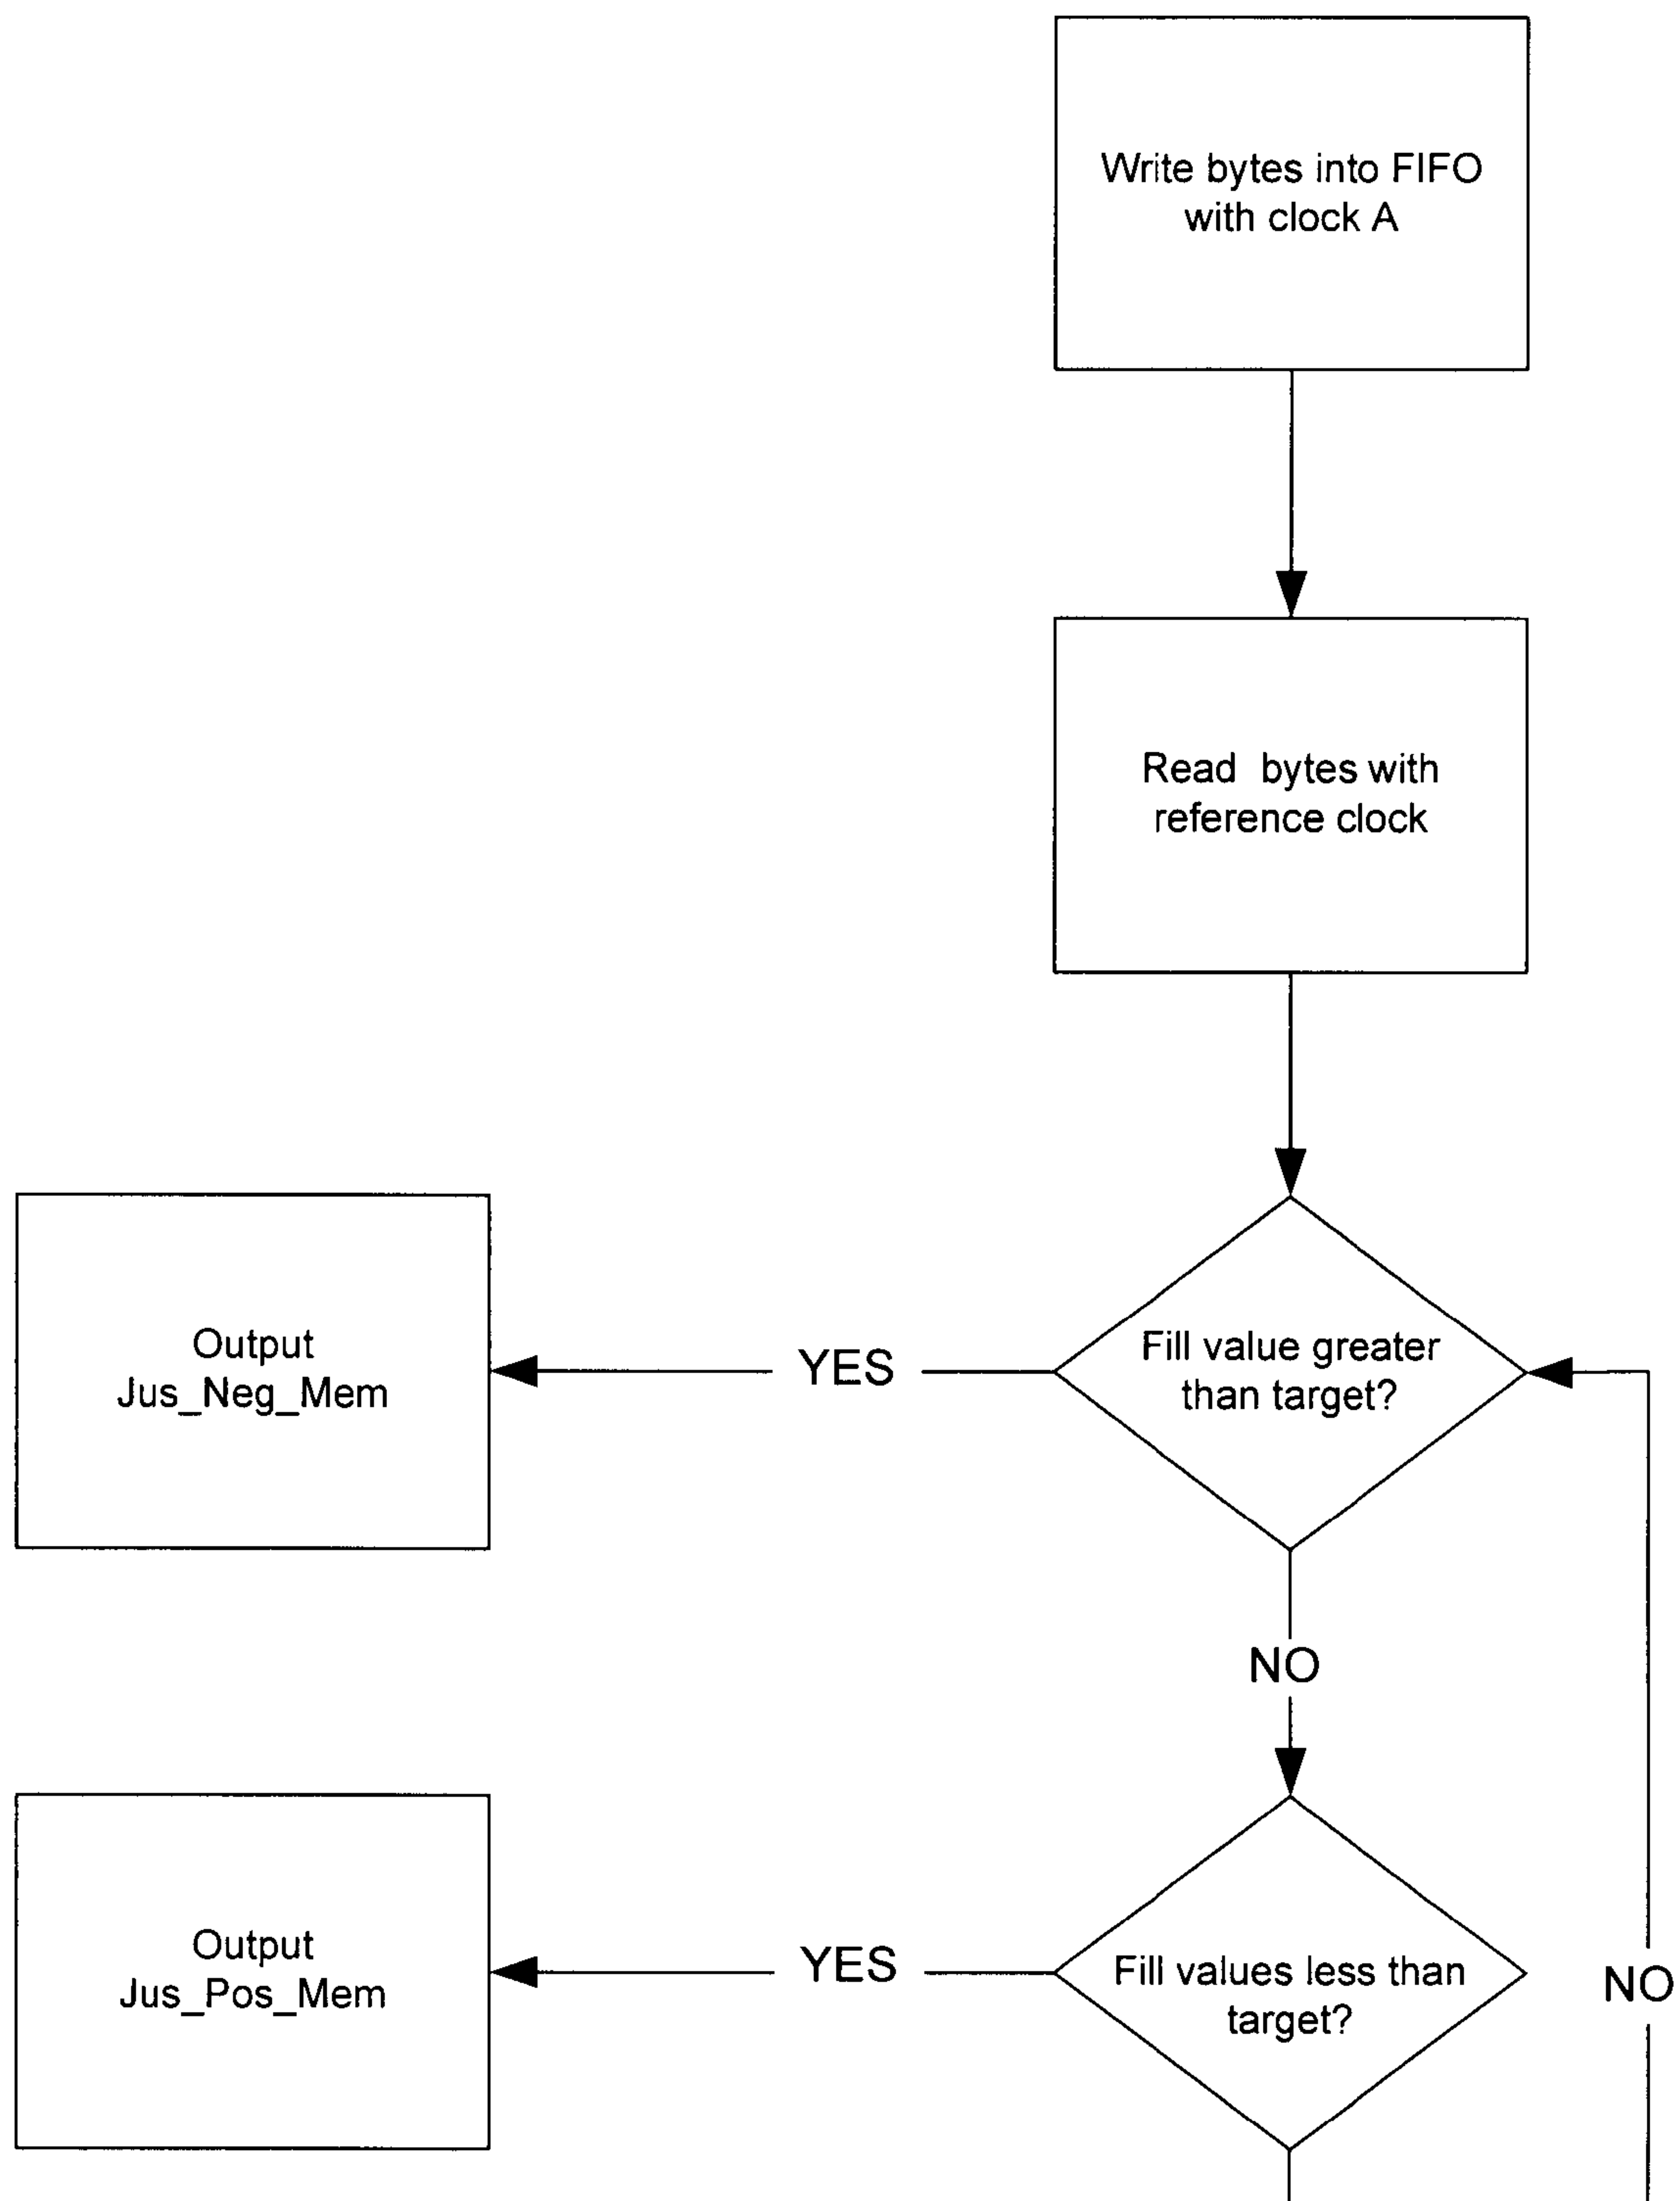 Write bytes into FIFO
with clock A
Read bytes with
reference clock
Fill value greater
than target?
YES
Output
Jus_Neg_Mem
NO
Fill values less than
target?
YES
Output
Jus_Pos_Mem
NO